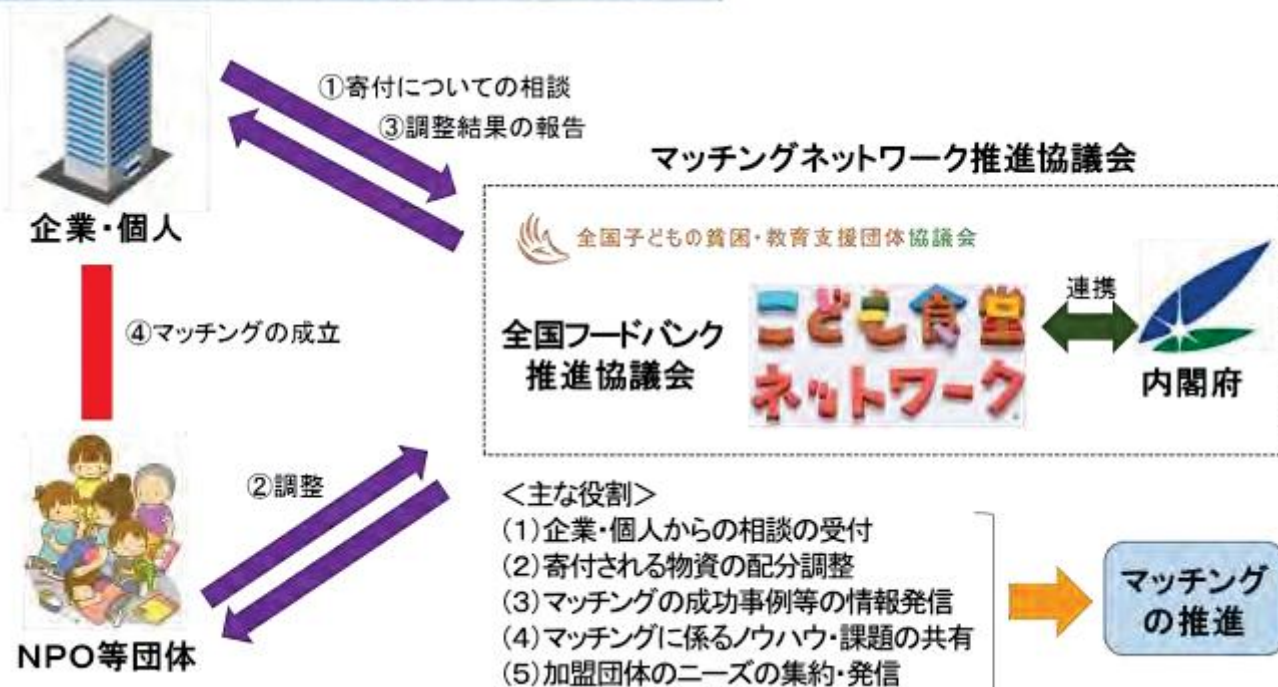 ①寄付についての相談
③調整結果の報告
マッチングネットワーク推進協議会
企業・個人
全国子どもの貧困・教育支援団体協議会
④マッチングの成立
全国フードバンク
推進協議会
こども食堂
ネットワーク
連携
内閣府
②調整
NPO等団体
＜主な役割＞
(1)企業・個人からの相談の受付
(2)寄付される物資の配分調整
(3)マッチングの成功事例等の情報発信
(4)マッチングに係るノウハウ・課題の共有
(5)加盟団体のニーズの集約・発信
マッチング
の推進